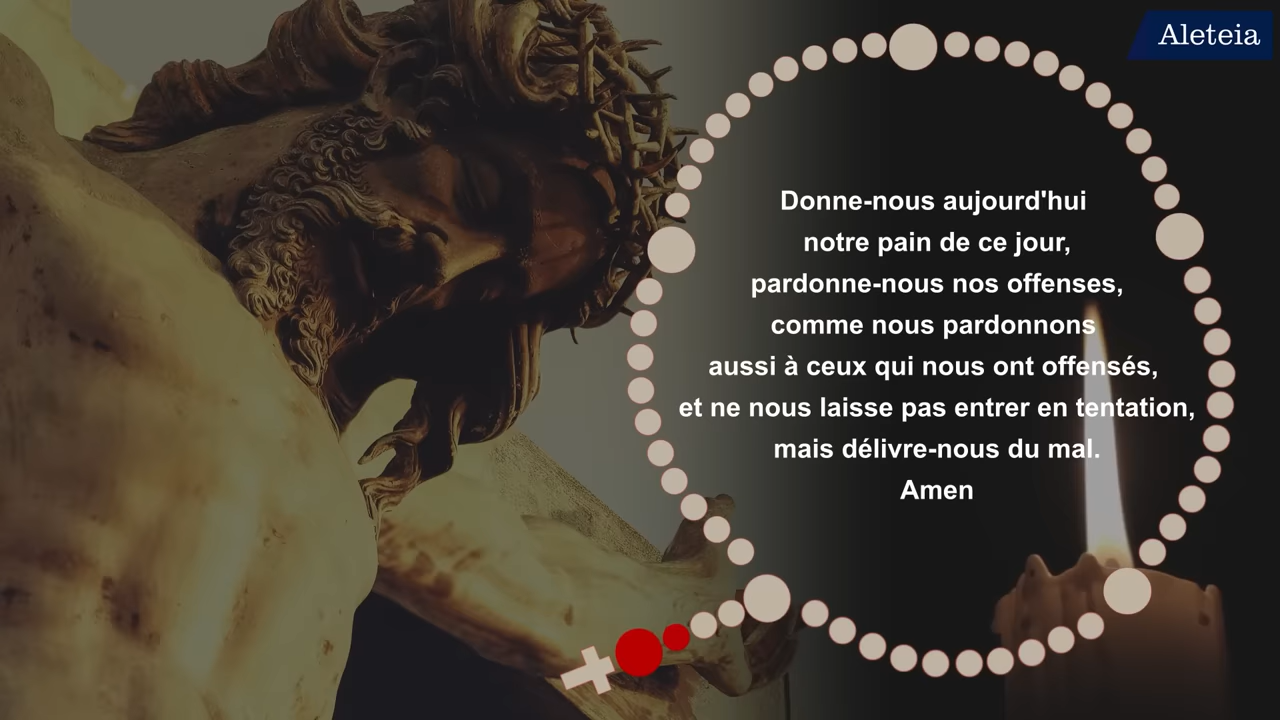 Aleteia
Donne-nous aujourd'hui
notre pain de ce jour,
pardonne-nous nos offenses,
comme nous pardonnons
aussi à ceux qui nous ont offensés,
et ne nous laisse pas entrer en tentation,
mais délivre-nous du mal.
Amen